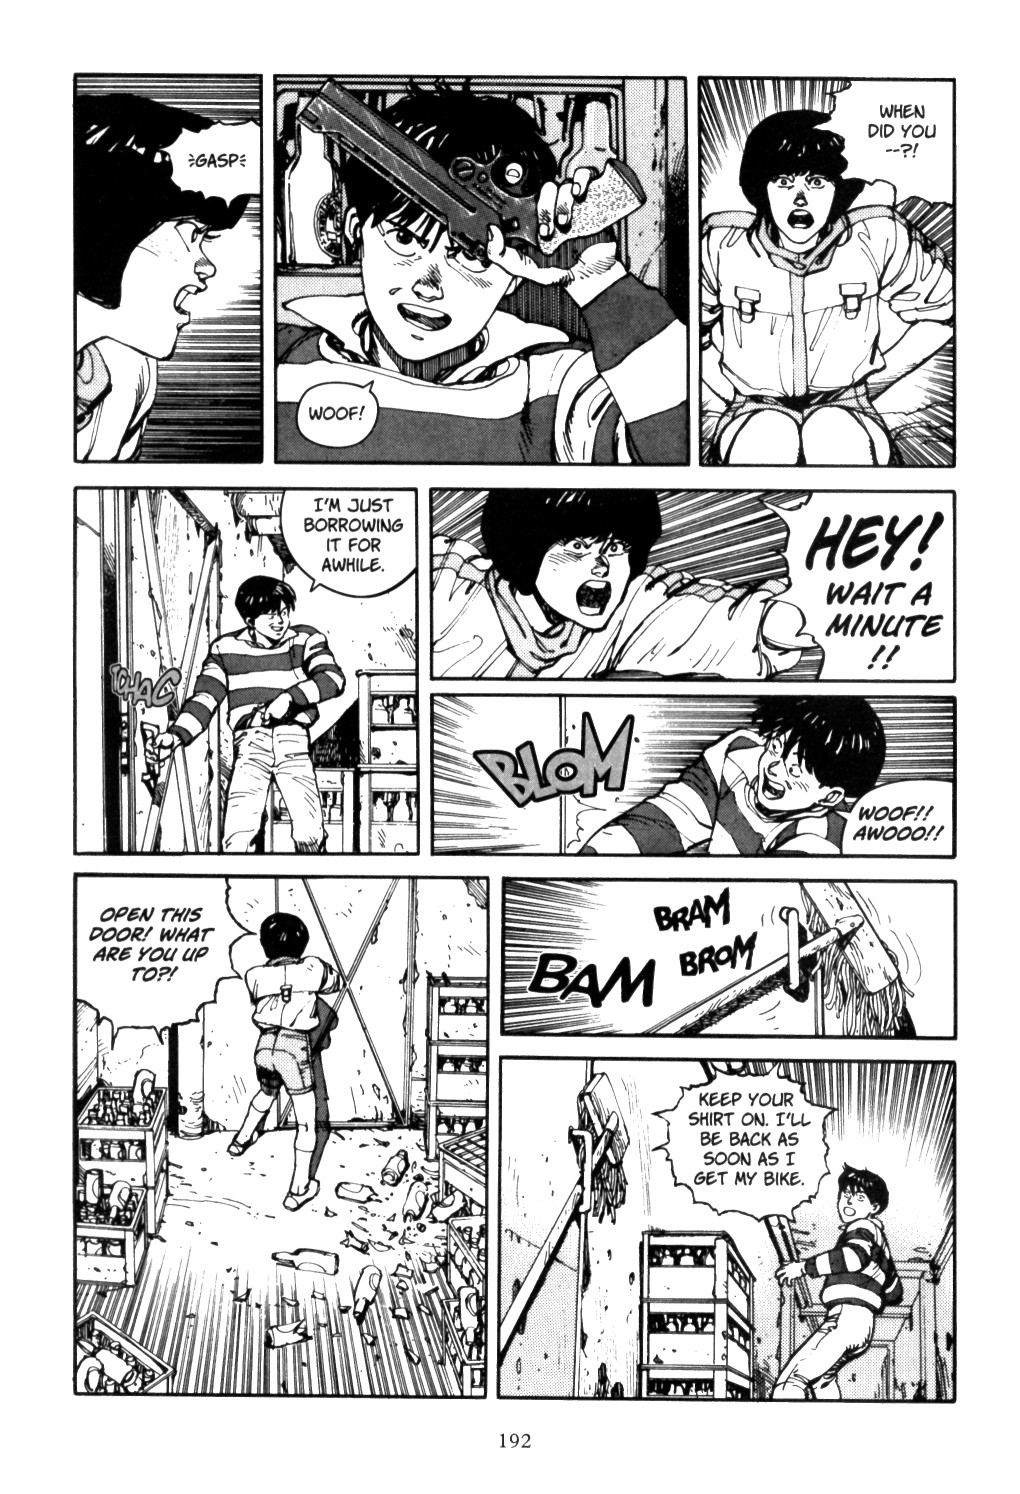 GASP
WOOF!
WHEN
DID YOU
--?!
I'M JUST
BORROWING
IT FOR
AWHILE.
TCHAC
HEY!
WAIT A
MINUTE
!!
BLOM
WOOF!!
AWOOO!!
OPEN THIS
DOOR! WHAT
ARE YOU UP
TO?!
BRAM
BROM
BAM
KEEP YOUR
SHIRT ON. I'LL
BE BACK AS
SOON AS I
GET MY BIKE.
192